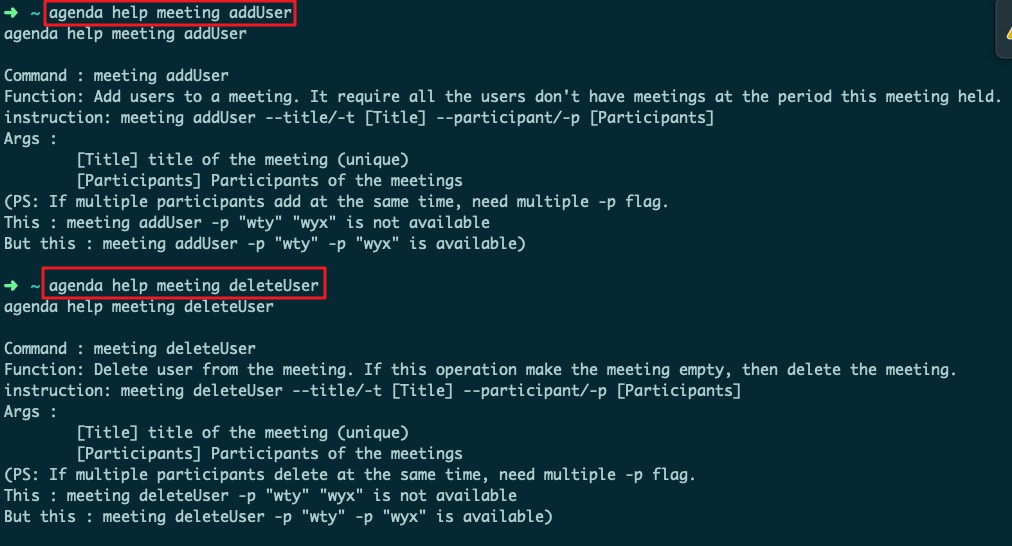 ➜ ~ agenda help meeting addUser
agenda help meeting addUser
Command : meeting addUser
Function: Add users to a meeting. It require all the users don't have meetings at the period this meeting held.
instruction: meeting addUser --title/-t [Title] --participant/-p [Participants]
Args :
[Title] title of the meeting (unique)
[Participants] Participants of the meetings
(PS: If multiple participants add at the same time, need multiple -p flag.
This : meeting addUser -p "wty" "wyx" is not available
But this : meeting addUser -p "wty" -p "wyx" is available)
➜ ~ agenda help meeting deleteUser
agenda help meeting deleteUser
Command : meeting deleteUser
Function: Delete user from the meeting. If this operation make the meeting empty, then delete the meeting.
instruction: meeting deleteUser --title/-t [Title] --participant/-p [Participants]
Args :
[Title] title of the meeting (unique)
[Participants] Participants of the meetings
(PS: If multiple participants delete at the same time, need multiple -p flag.
This : meeting deleteUser -p "wty" "wyx" is not available
But this : meeting deleteUser -p "wty" -p "wyx" is available)